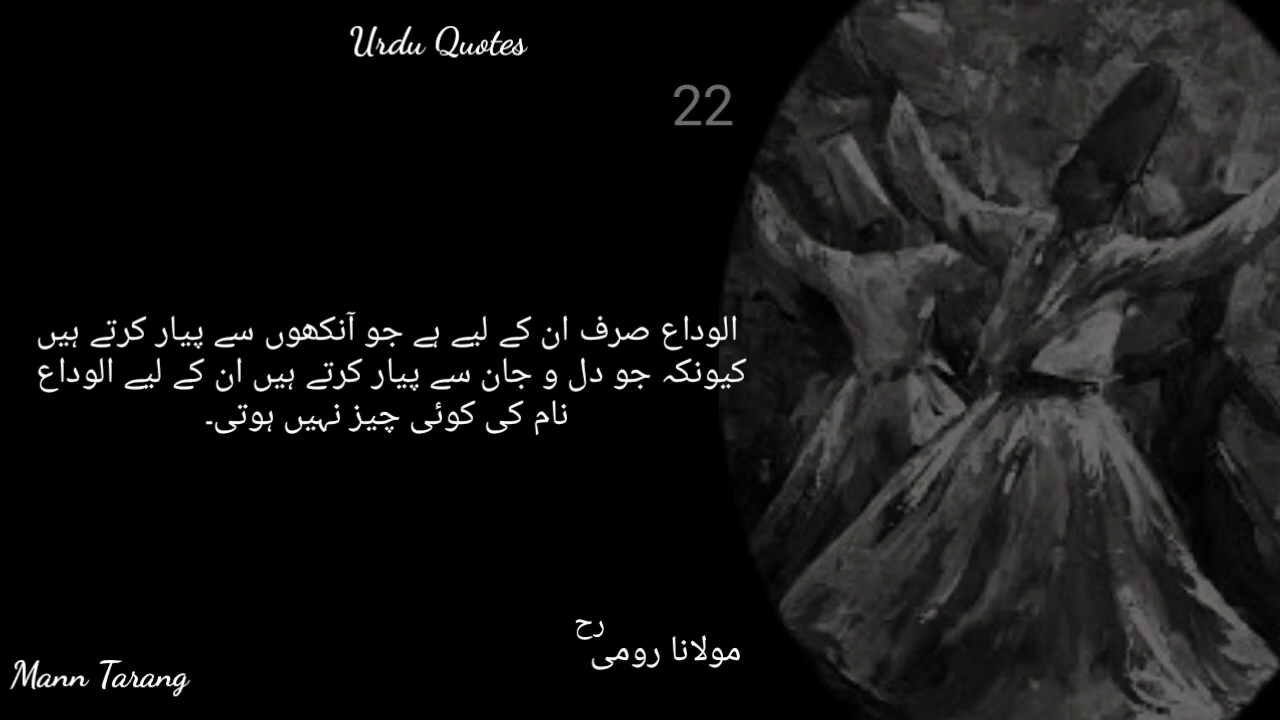 Urdu Quotes
22
الوداع صرف ان کے لیے ہے جو آنکھوں سے پیار کرتے ہیں
کیونکہ جو دل و جان سے پیار کرتے ہیں ان کے لیے الوداع
نام کی کوئی چیز نہیں ہوتی۔
مولانا رومی رح
Mann Tarang